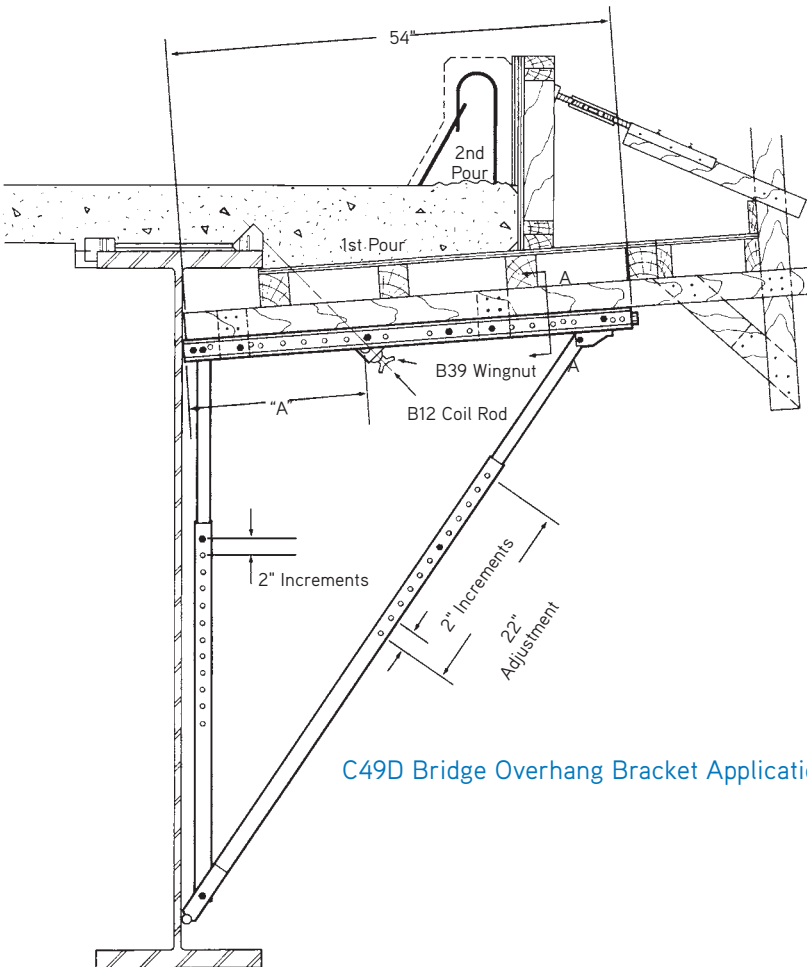 54"
2nd
Pour
1st Pour
A
B39 Wingnut
A
"A"
B12 Coil Rod
2" Increments
2" Increments
22"
Adjustment
C49D Bridge Overhang Bracket